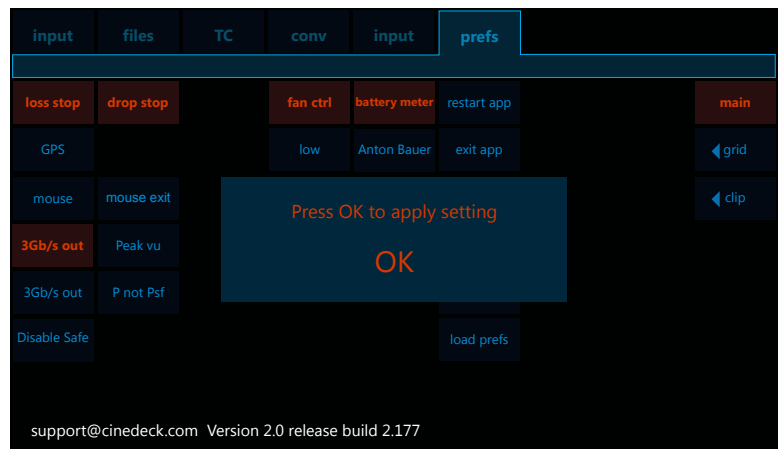 input files TC conv input prefs
loss stop drop stop fan ctrl battery meter restart app main
GPS low Anton Bauer exit app grid
mouse mouse exit clip
Press OK to apply setting
3Gb/s out Peak vu
OK
3Gb/s out P not Psf
Disable Safe load prefs
support@cinedeck.com Version 2.0 release build 2.177